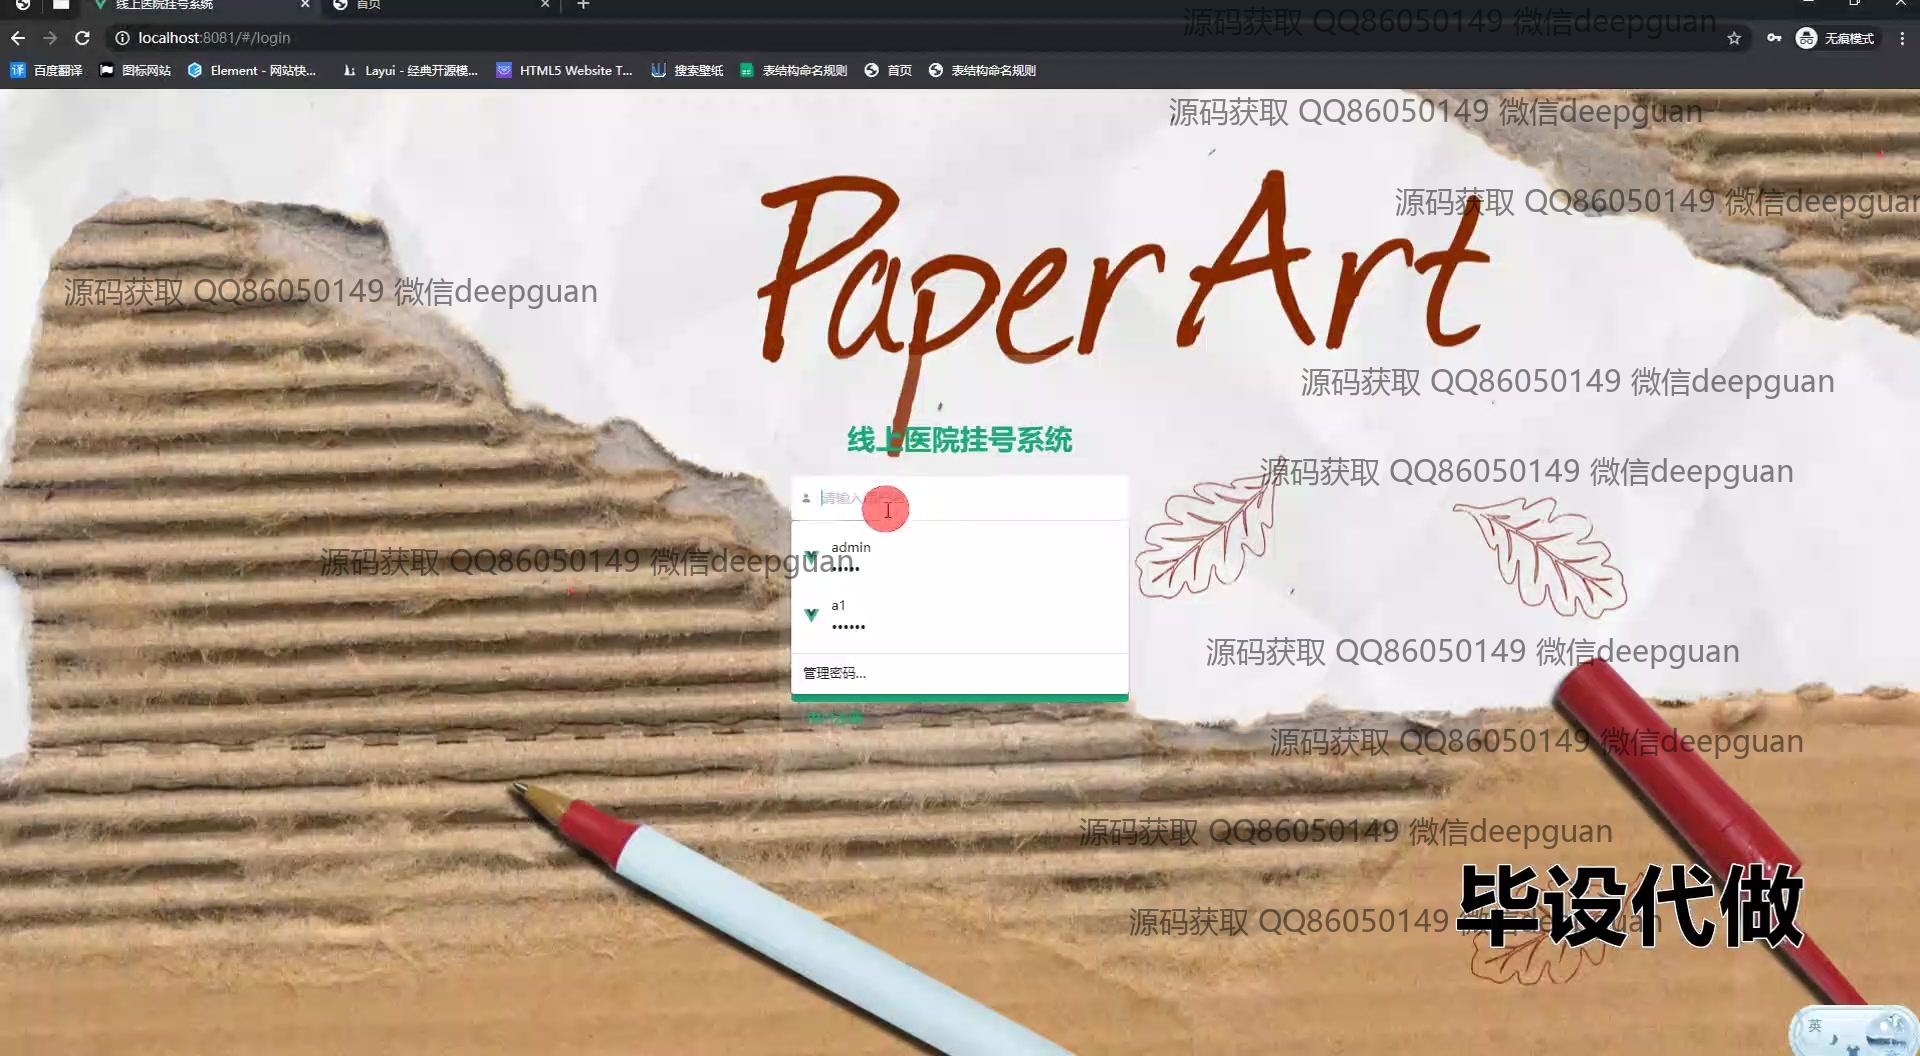 线上医院挂号系统
首页
localhost:8081/#/login
无痕模式
百度翻译
图标网站
Element - 网站快...
Layui - 经典开源模...
HTML5 Website T...
搜索壁纸
表结构命名规则
首页
表结构命名规则
源码获取 QQ86050149 微信deepguan
源码获取 QQ86050149 微信deepguan
源码获取 QQ86050149 微信deepguan
源码获取 QQ86050149 微信deepguan
Paper Art
源码获取 QQ86050149 微信deepguan
线上医院挂号系统
源码获取 QQ86050149 微信deepguan
请输入
admin
•••••
源码获取 QQ86050149 微信deepguan
a1
••••••
源码获取 QQ86050149 微信deepguan
管理密码...
源码获取 QQ86050149 微信deepguan
源码获取 QQ86050149 微信deepguan
毕设代做
源码获取 QQ86050149 微信deepguan
英